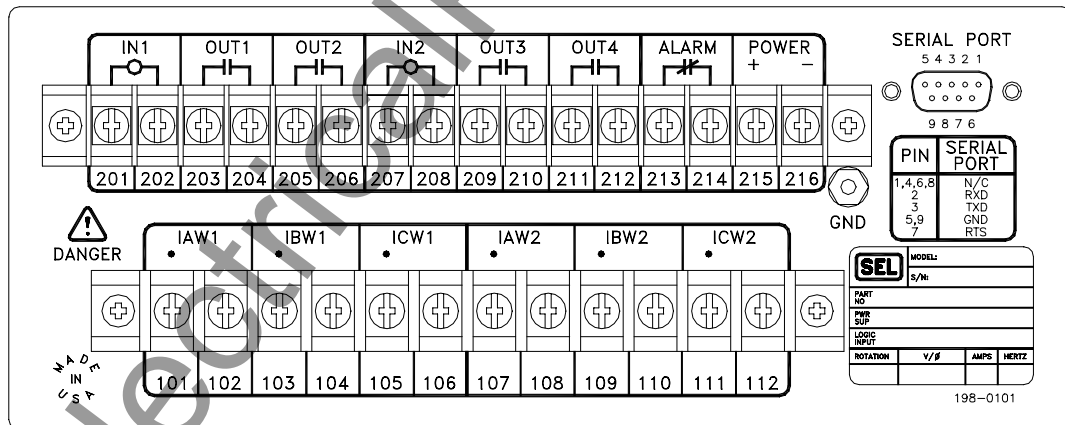 IN1 OUT1 OUT2 IN2 OUT3 OUT4 ALARM POWER
+ −
201 202 203 204 205 206 207 208 209 210 211 212 213 214 215 216
SERIAL PORT
5 4 3 2 1
9 8 7 6
PIN SERIAL PORT
1,4,6,8 N/C
2 RXD
3 TXD
5,9 GND
7 RTS
GND
DANGER
IAW1 IBW1 ICW1 IAW2 IBW2 ICW2
101 102 103 104 105 106 107 108 109 110 111 112
MADE
IN
USA
SEL
MODEL:
S/N:
PART NO
PWR SUP
LOGIC INPUT
ROTATION V/Ø AMPS HERTZ
198-0101